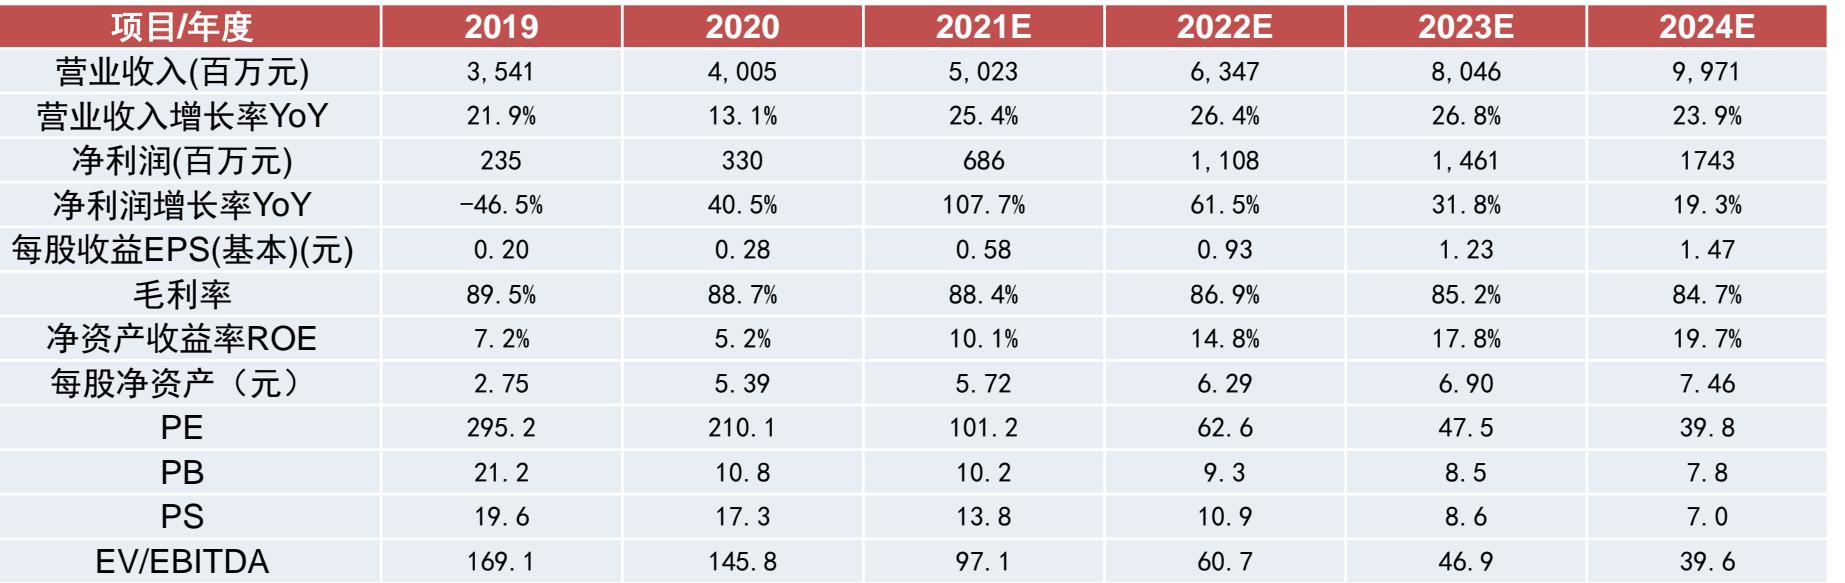 项目/年度 2019 2020 2021E 2022E 2023E 2024E
营业收入(百万元) 3,541 4,005 5,023 6,347 8,046 9,971
营业收入增长率YoY 21.9% 13.1% 25.4% 26.4% 26.8% 23.9%
净利润(百万元) 235 330 686 1,108 1,461 1743
净利润增长率YoY -46.5% 40.5% 107.7% 61.5% 31.8% 19.3%
每股收益EPS(基本)(元) 0.20 0.28 0.58 0.93 1.23 1.47
毛利率 89.5% 88.7% 88.4% 86.9% 85.2% 84.7%
净资产收益率ROE 7.2% 5.2% 10.1% 14.8% 17.8% 19.7%
每股净资产（元） 2.75 5.39 5.72 6.29 6.90 7.46
PE 295.2 210.1 101.2 62.6 47.5 39.8
PB 21.2 10.8 10.2 9.3 8.5 7.8
PS 19.6 17.3 13.8 10.9 8.6 7.0
EV/EBITDA 169.1 145.8 97.1 60.7 46.9 39.6